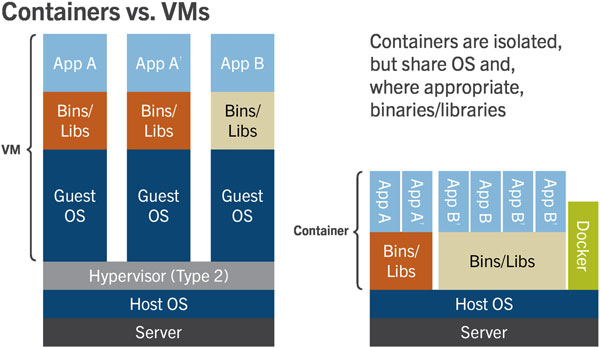 Containers vs. VMs
App A
App A'
App B
Bins/
Libs
Bins/
Libs
Bins/
Libs
VM
Guest
OS
Guest
OS
Guest
OS
Hypervisor (Type 2)
Host OS
Server
Containers are isolated,
but share OS and,
where appropriate,
binaries/libraries
Container
App A
App A'
App B'
App B
App B'
App B'
Bins/
Libs
Bins/Libs
Docker
Host OS
Server